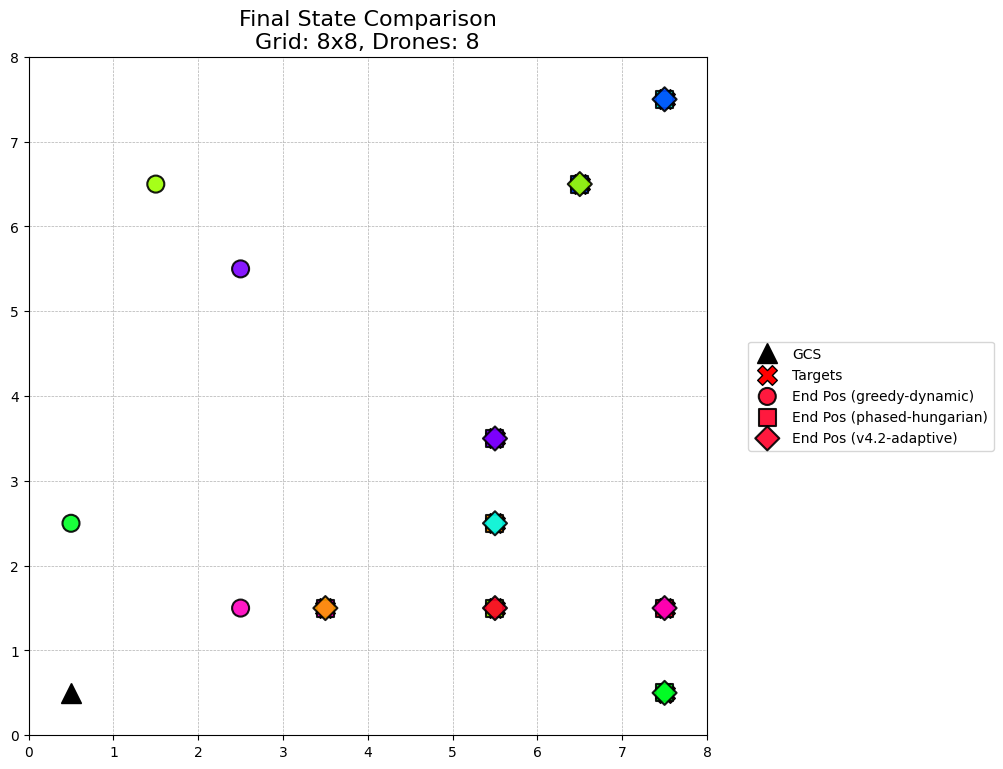 Final State Comparison
Grid: 8x8, Drones: 8
8
7
6
5
4
3
2
1
0
0 1 2 3 4 5 6 7 8
GCS
Targets
End Pos (greedy-dynamic)
End Pos (phased-hungarian)
End Pos (v4.2-adaptive)